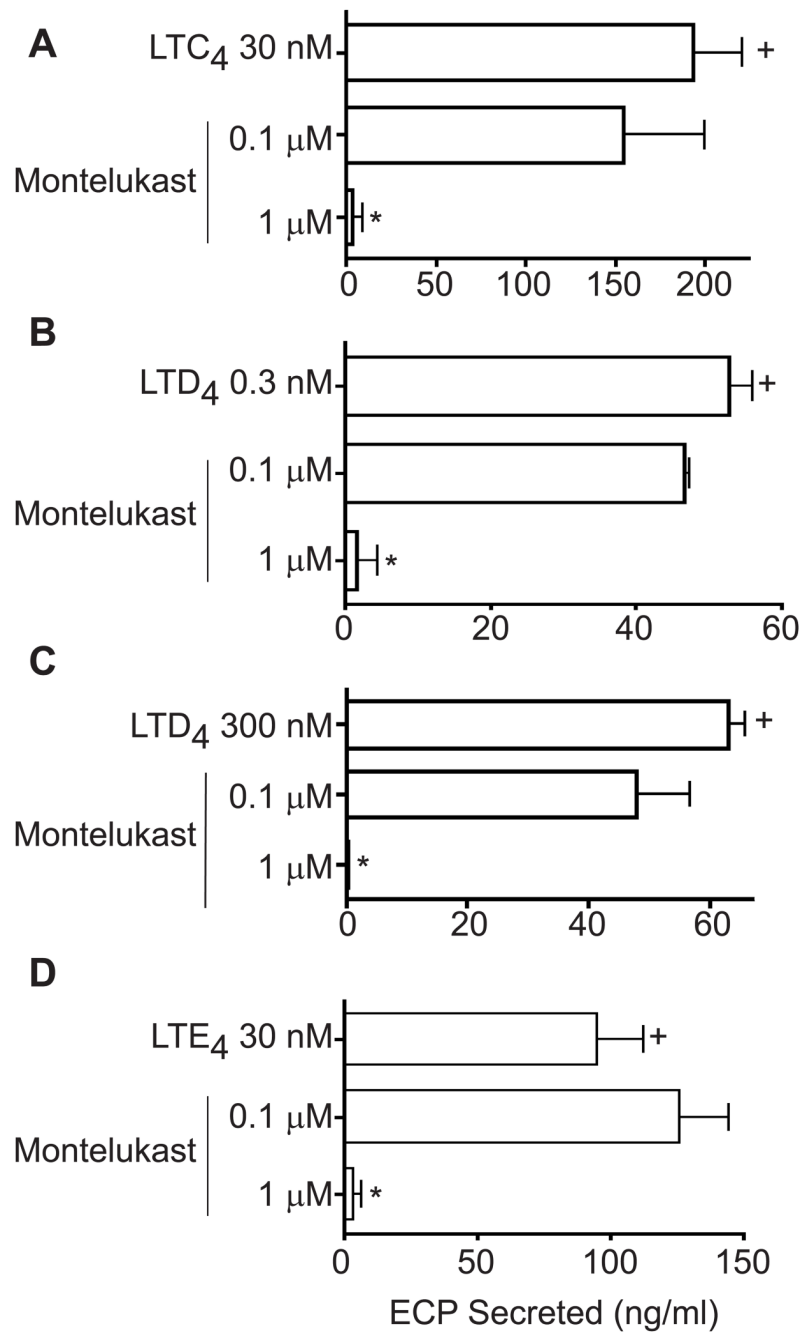 A
LTC4 30 nM
+
0.1 μM
Montelukast
1 μM
*
0 50 100 150 200
B
LTD4 0.3 nM
+
0.1 μM
Montelukast
1 μM
*
0 20 40 60
C
LTD4 300 nM
+
0.1 μM
Montelukast
1 μM
*
0 20 40 60
D
LTE4 30 nM
+
0.1 μM
Montelukast
1 μM
*
0 50 100 150
ECP Secreted (ng/ml)